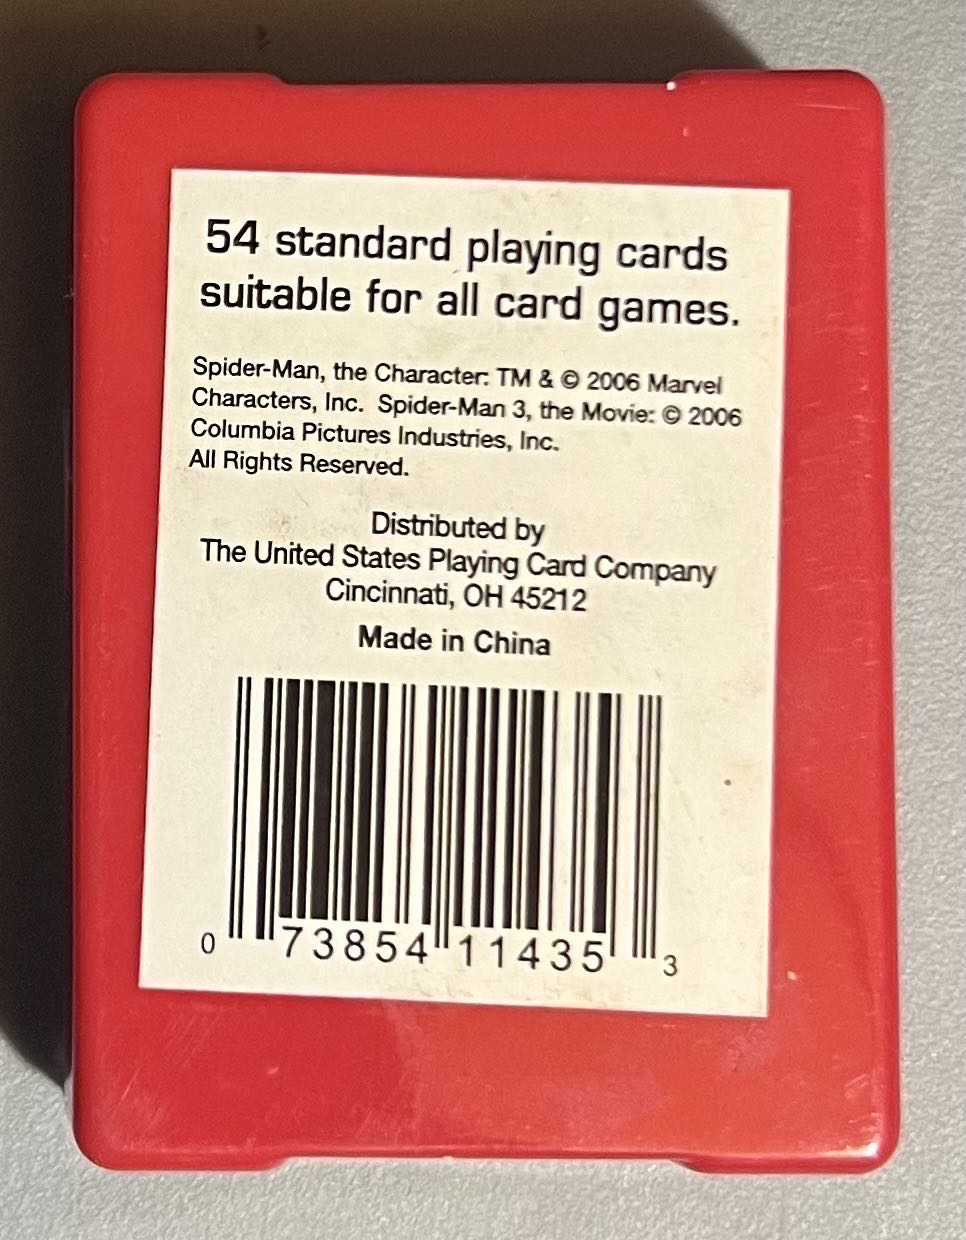 54 standard playing cards
suitable for all card games.
Spider-Man, the Character: TM & © 2006 Marvel
Characters, Inc. Spider-Man 3, the Movie: © 2006
Columbia Pictures Industries, Inc.
All Rights Reserved.
Distributed by
The United States Playing Card Company
Cincinnati, OH 45212
Made in China
0 73854 11435 3